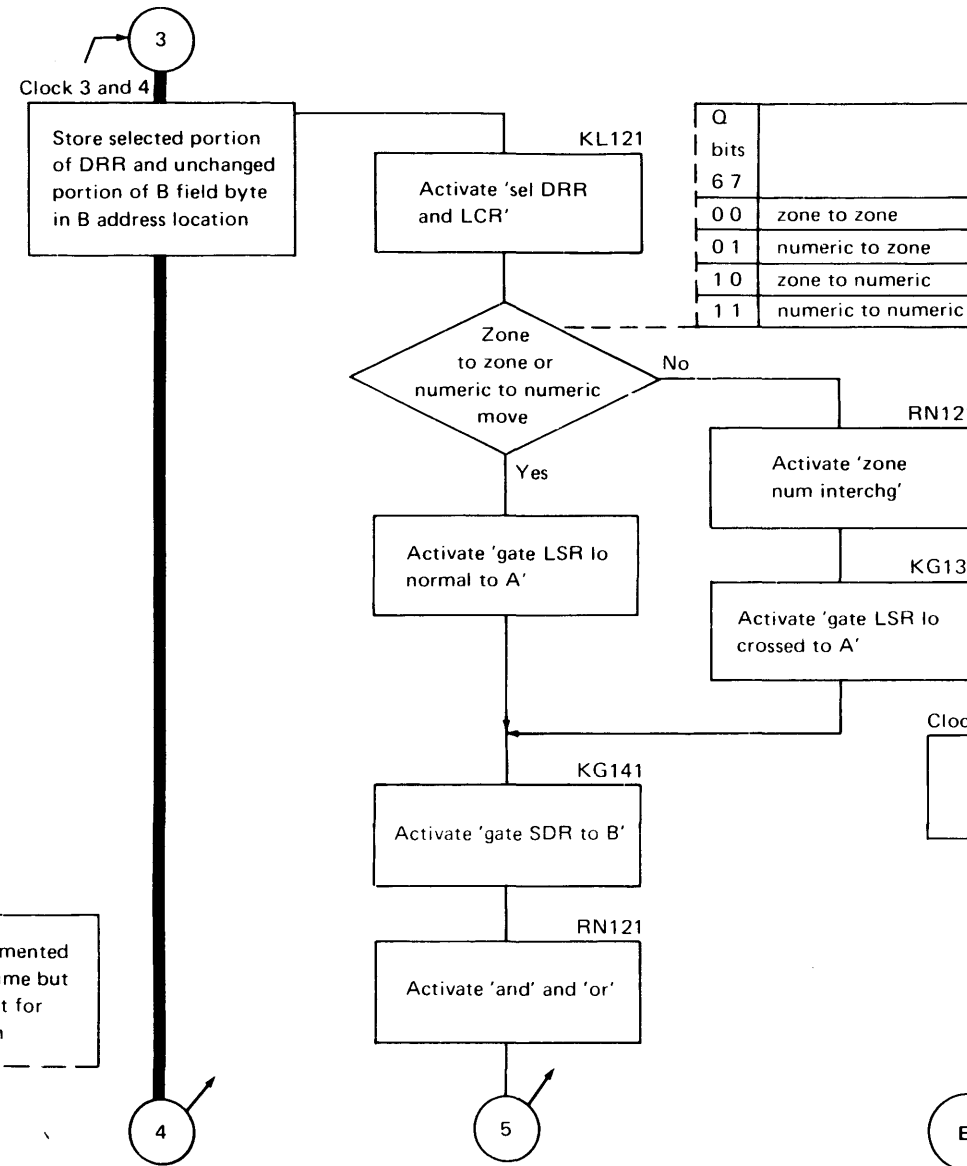 3
Clock 3 and 4
Store selected portion
of DRR and unchanged
portion of B field byte
in B address location
KL121
Activate 'sel DRR
and LCR'
Q
bits
6 7
0 0 zone to zone
0 1 numeric to zone
1 0 zone to numeric
1 1 numeric to numeric
Zone
to zone or
numeric to numeric
move
No
Yes
RN12
Activate 'zone
num interchg'
Activate 'gate LSR lo
normal to A'
KG13
Activate 'gate LSR lo
crossed to A'
Cloc
KG141
Activate 'gate SDR to B'
RN121
Activate 'and' and 'or'
mented
me but
t for
4
5
E